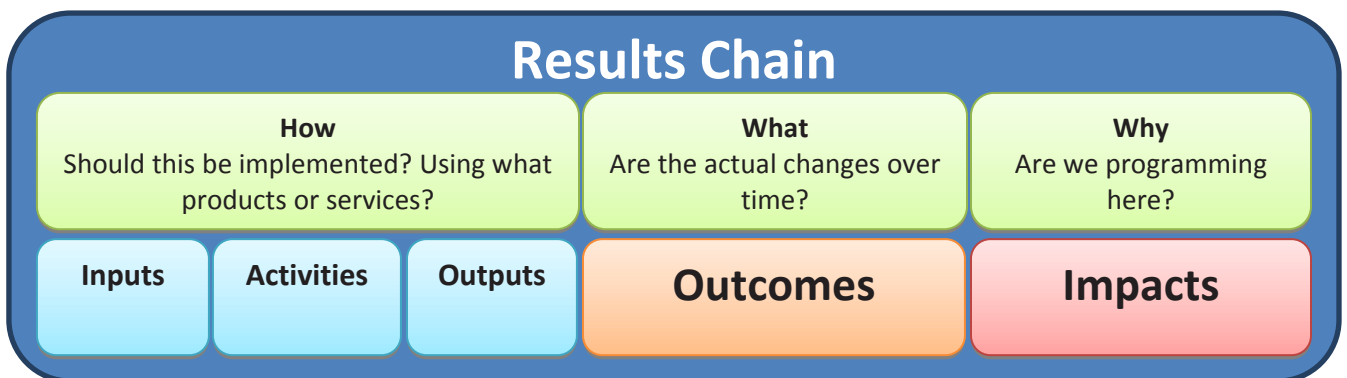 Results Chain
How
Should this be implemented? Using what
products or services?
What
Are the actual changes over
time?
Why
Are we programming
here?
Inputs
Activities
Outputs
Outcomes
Impacts